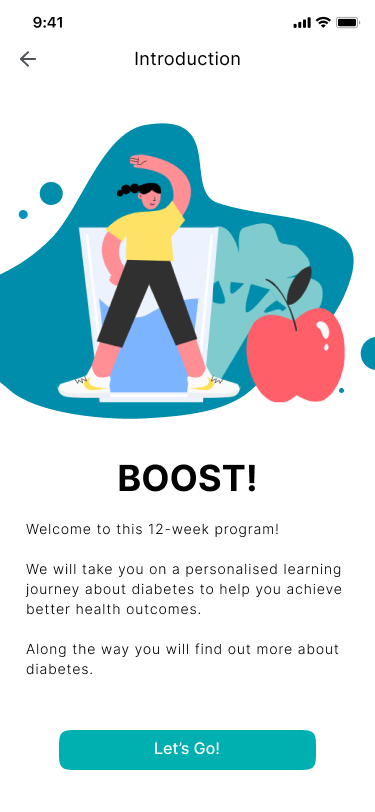 9:41
Introduction
BOOST!
Welcome to this 12-week program!
We will take you on a personalised learning
journey about diabetes to help you achieve
better health outcomes.
Along the way you will find out more about
diabetes.
Let’s Go!